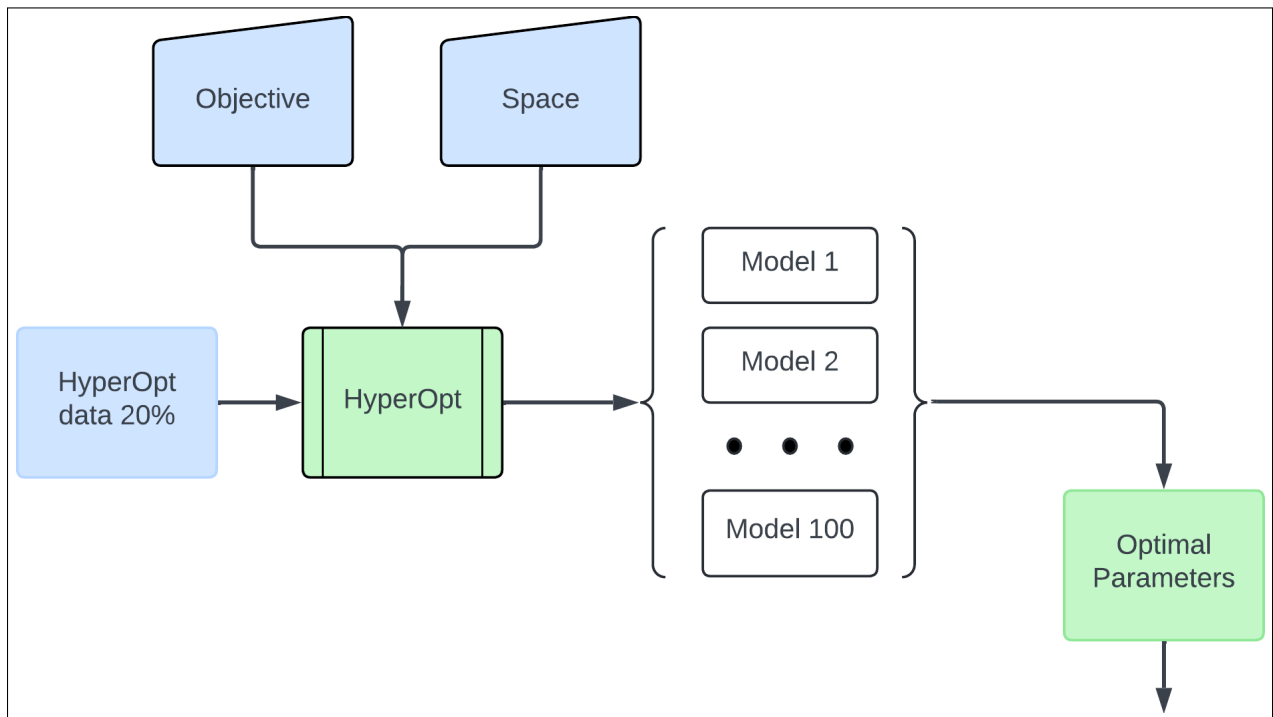 Objective
Space
HyperOpt
data 20%
HyperOpt
Model 1
Model 2
Model 100
Optimal
Parameters